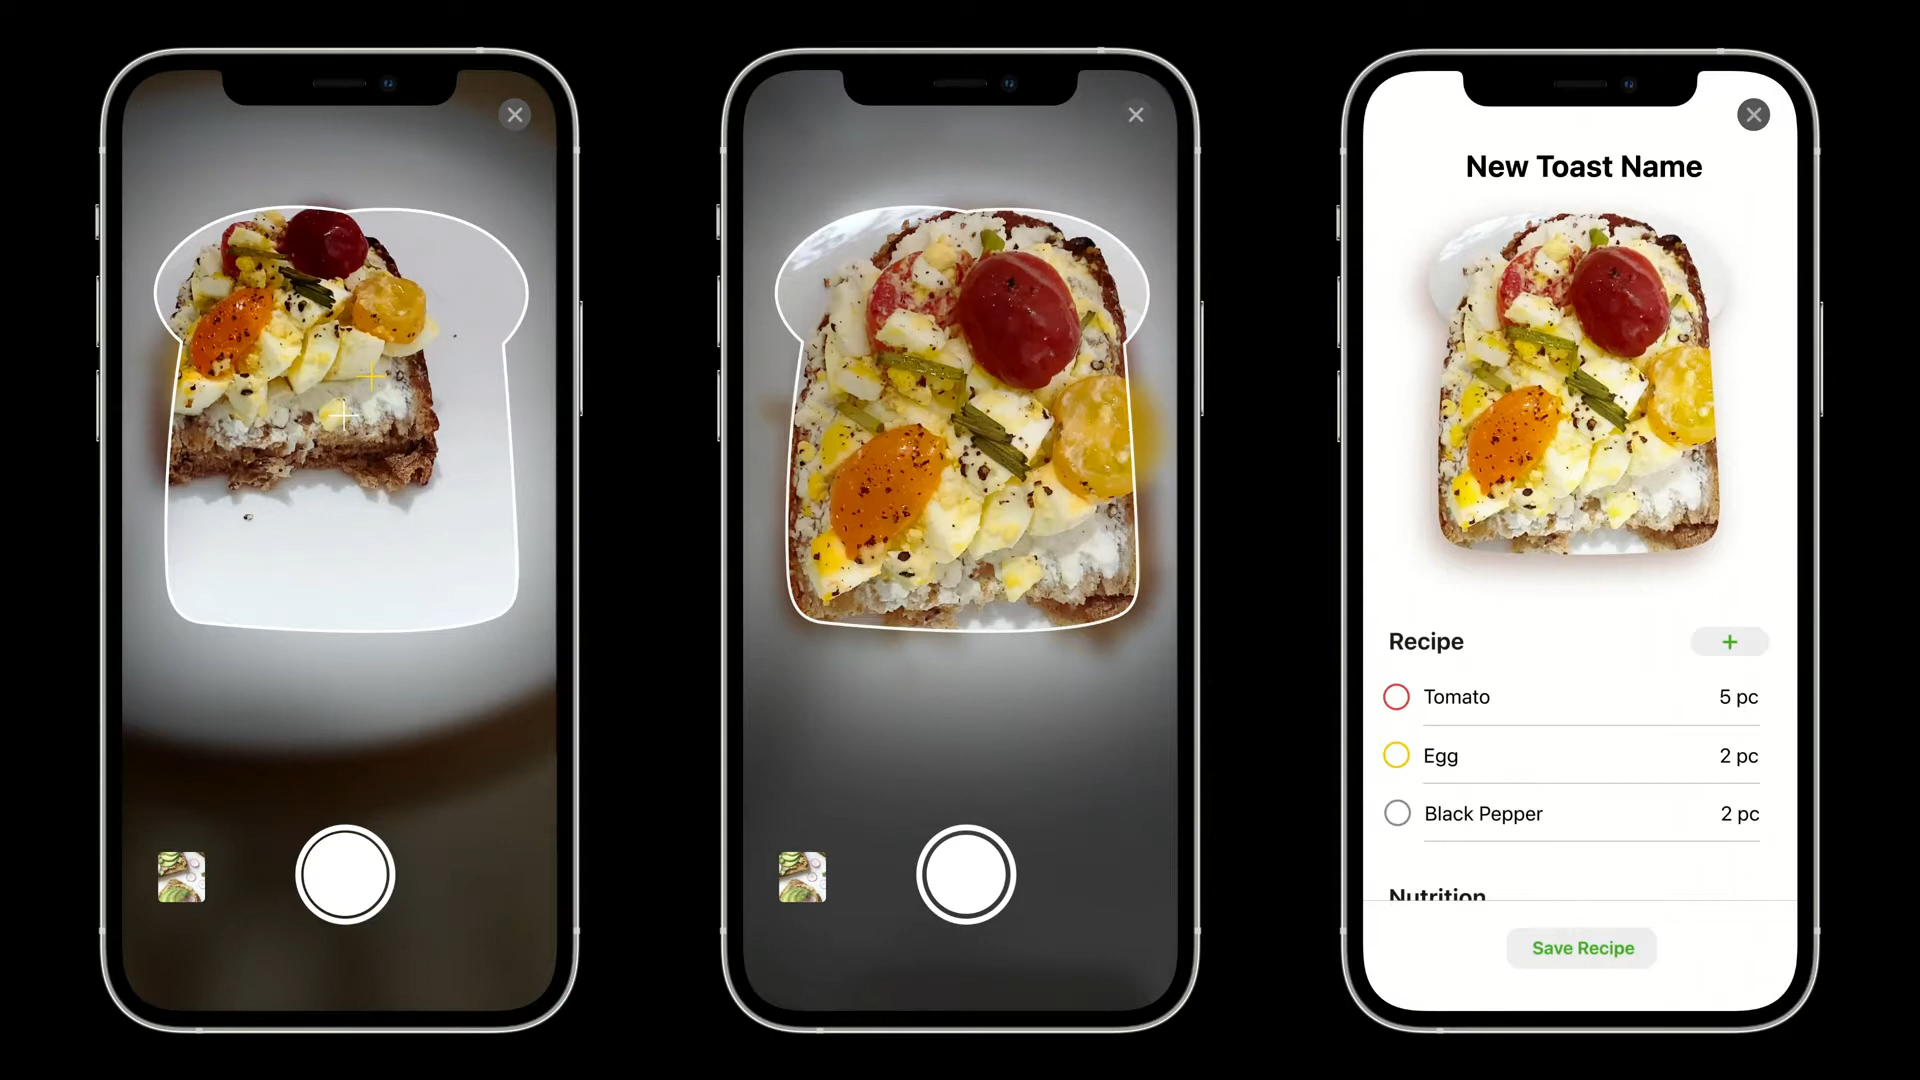 New Toast Name
Recipe
+
Tomato 5 pc
Egg 2 pc
Black Pepper 2 pc
Nutrition
Save Recipe